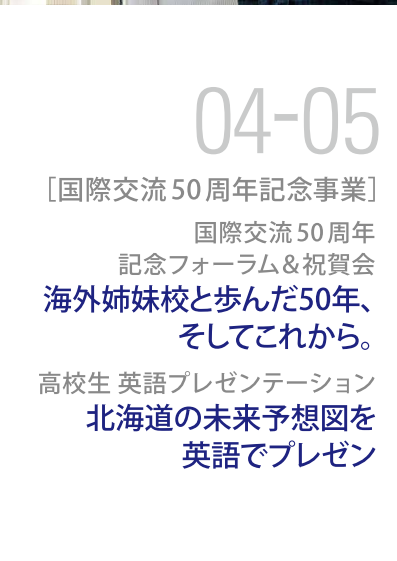 04-05
［国際交流50周年記念事業］
国際交流50周年
記念フォーラム＆祝賀会
海外姉妹校と歩んだ50年、
そしてこれから。
高校生 英語プレゼンテーション
北海道の未来予想図を
英語でプレゼン